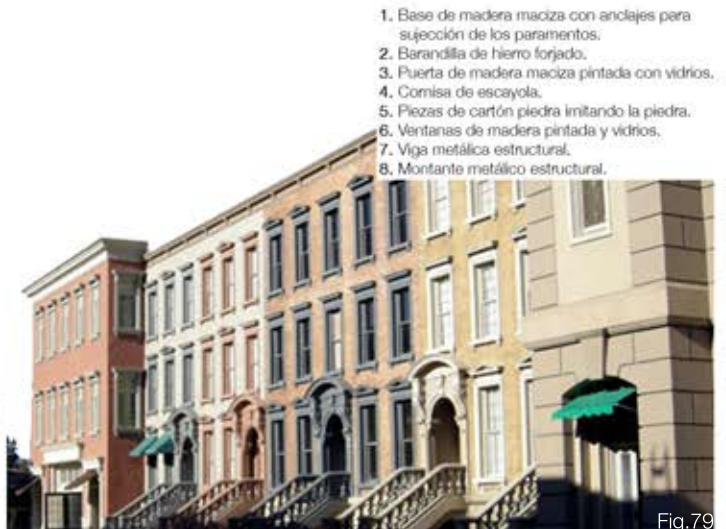 1. Base de madera maciza con anclajes para
sujección de los paramentos.
2. Barandilla de hierro forjado.
3. Puerta de madera maciza pintada con vidrios.
4. Cornisa de escayola.
5. Piezas de cartón piedra imitando la piedra.
6. Ventanas de madera pintada y vidrios.
7. Viga metálica estructural.
8. Montante metálico estructural.
Fig.79